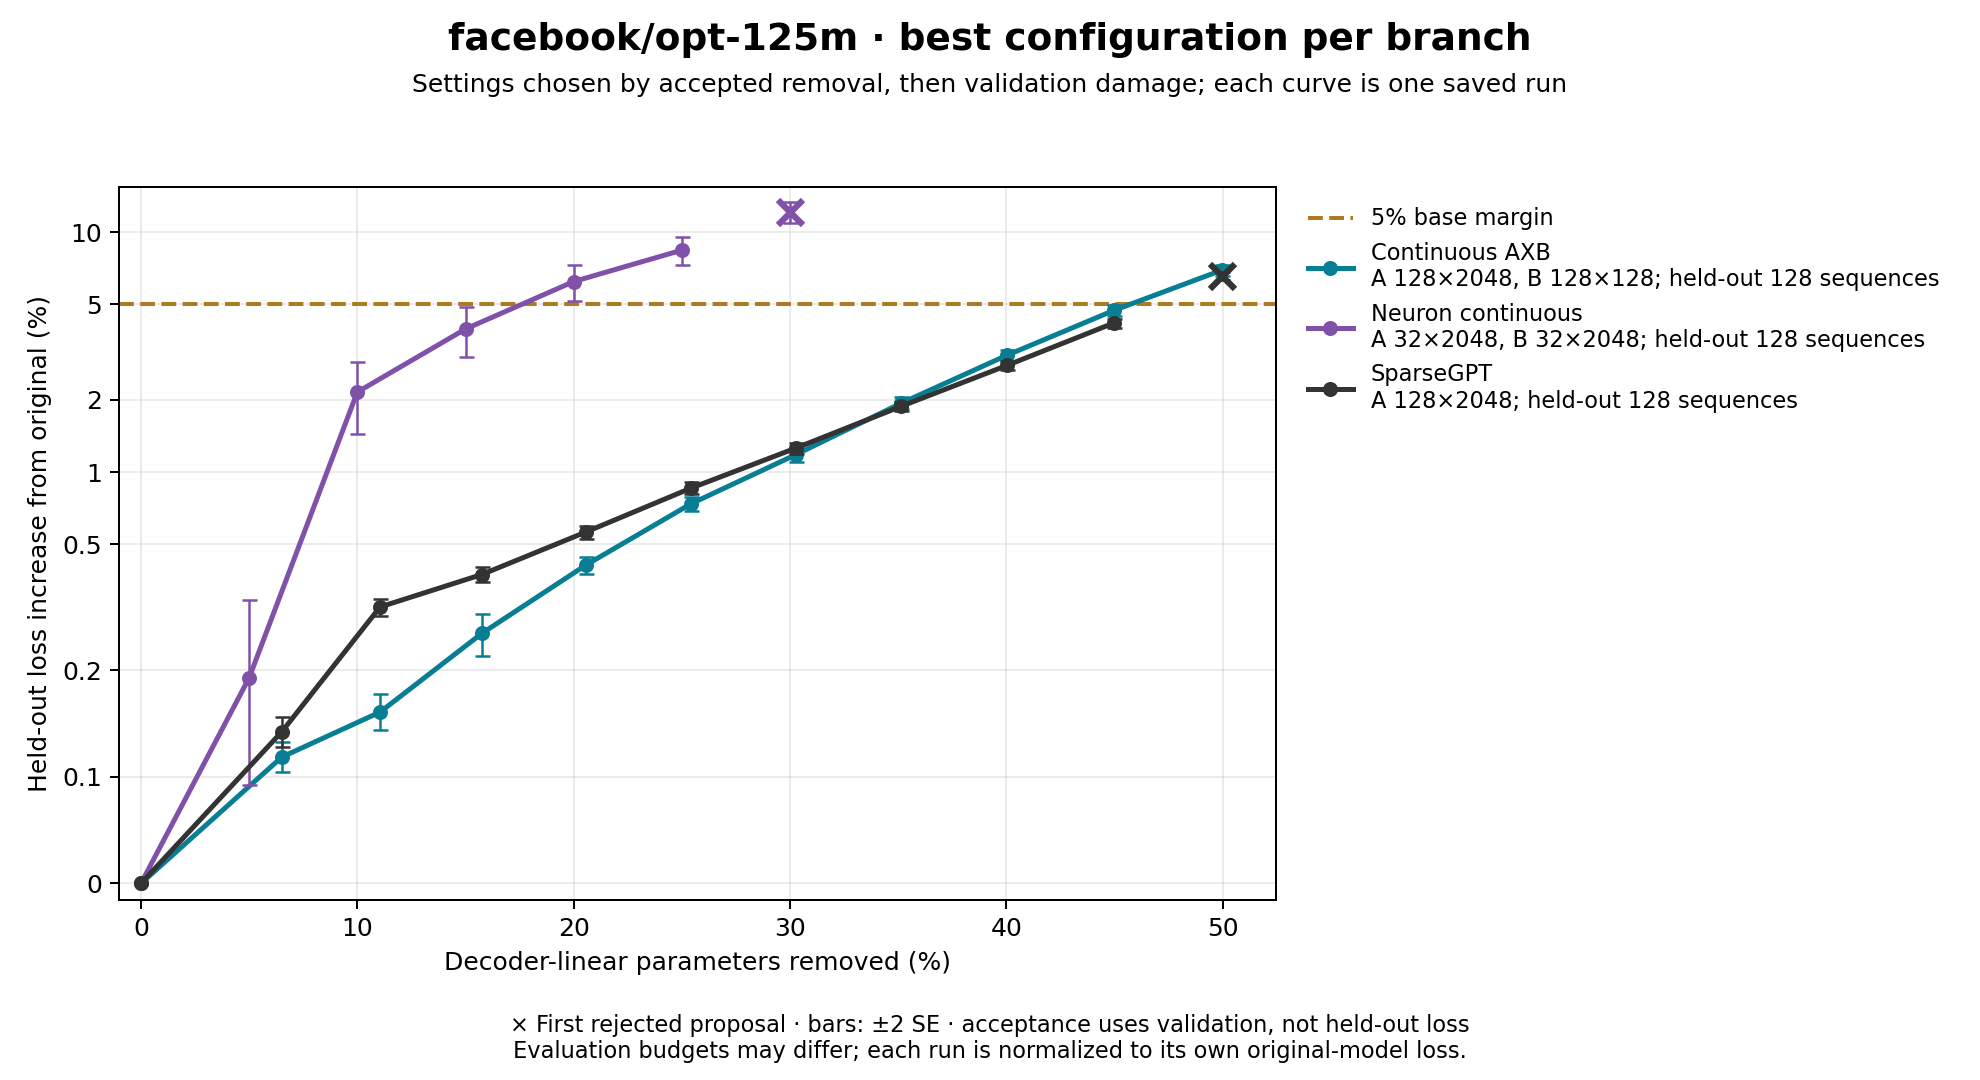 facebook/opt-125m · best configuration per branch
Settings chosen by accepted removal, then validation damage; each curve is one saved run
Held-out loss increase from original (%)
10
5
2
1
0.5
0.2
0.1
0
0
10
20
30
40
50
Decoder-linear parameters removed (%)
5% base margin
Continuous AXB
A 128×2048, B 128×128; held-out 128 sequences
Neuron continuous
A 32×2048, B 32×2048; held-out 128 sequences
SparseGPT
A 128×2048; held-out 128 sequences
× First rejected proposal · bars: ±2 SE · acceptance uses validation, not held-out loss
Evaluation budgets may differ; each run is normalized to its own original-model loss.